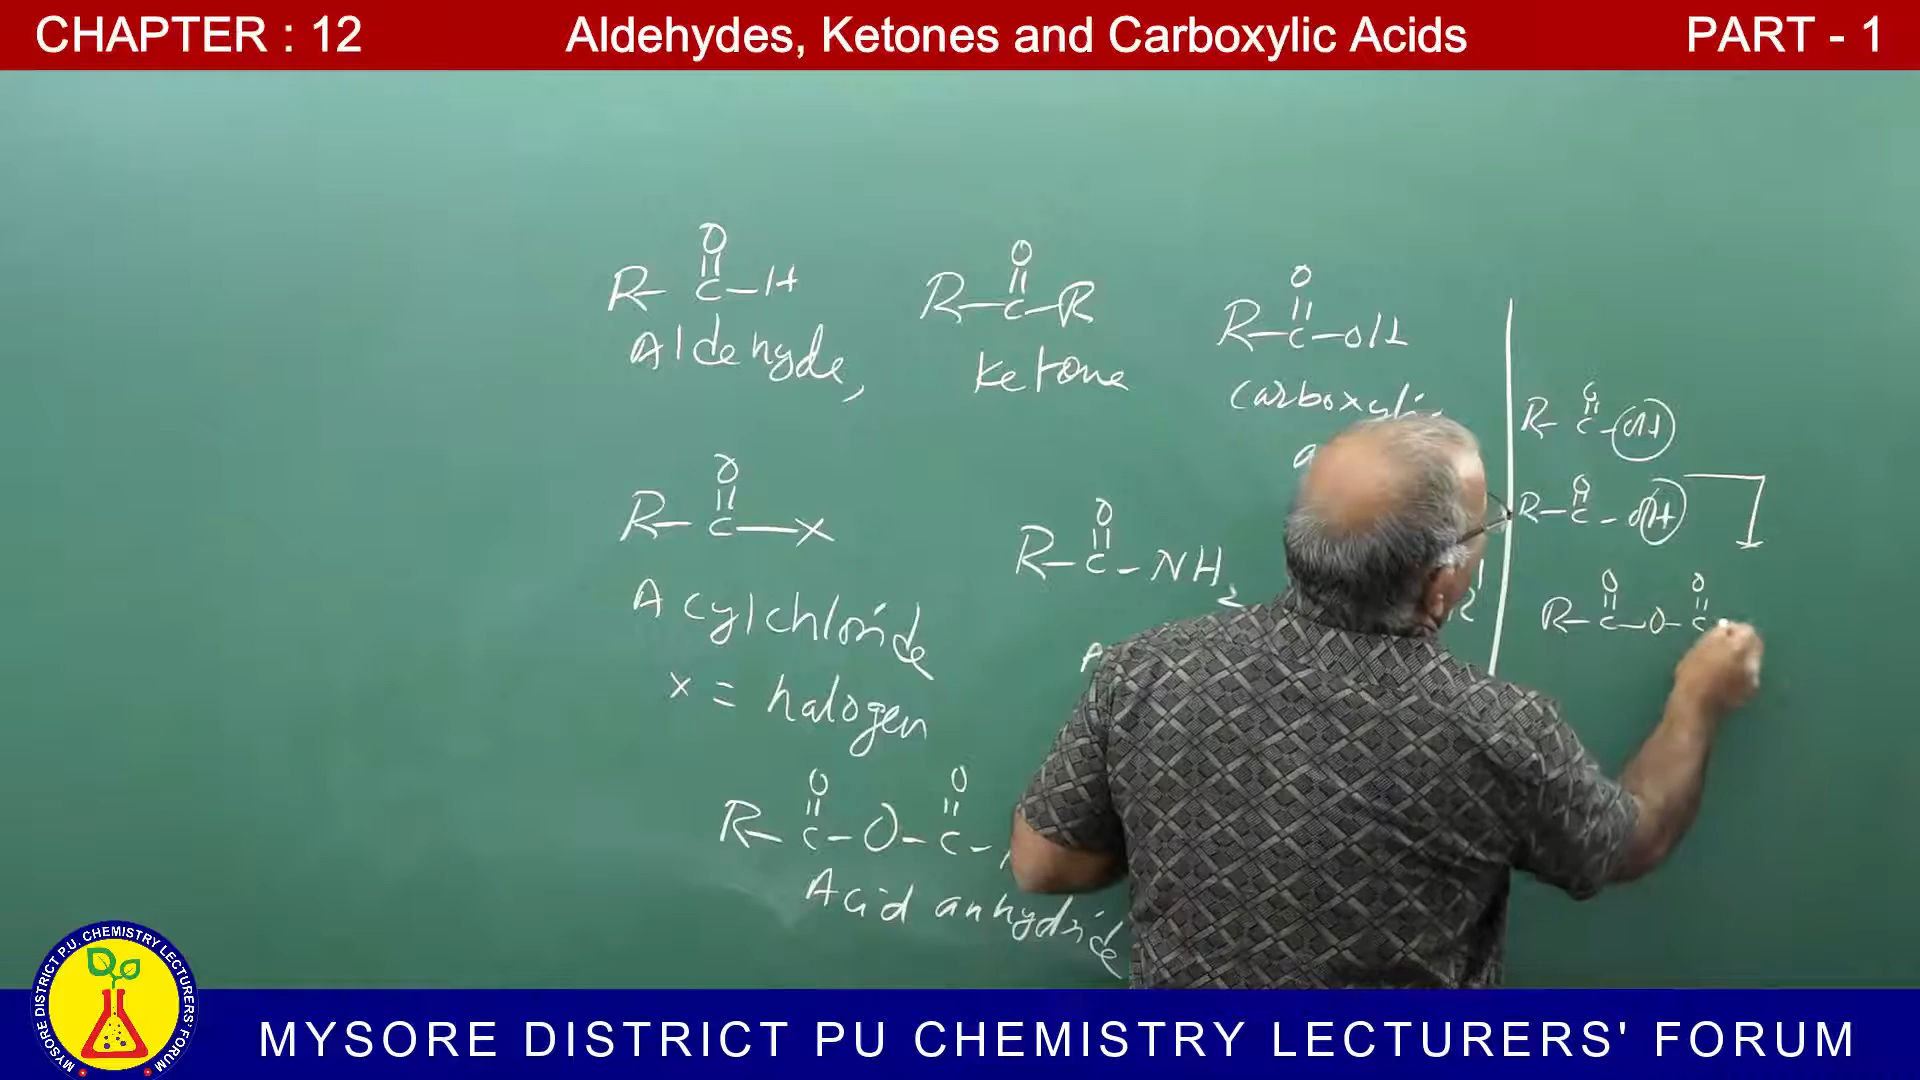 CHAPTER : 12
Aldehydes, Ketones and Carboxylic Acids
PART - 1
O
R-C-H
Aldehyde,
O
R-C-R
Ketone
O
R-C-OH
carboxylic
O
R-C-X
Acylchloride
X = halogen
O
R-C-NH2
O O
R-C-O-C-
Acid anhydride
O
R-C-OH
O
R-C-OH
O O
R-C-O-C
MYSORE DISTRICT P.U. CHEMISTRY LECTURERS' FORUM
MYSORE DISTRICT PU CHEMISTRY LECTURERS' FORUM